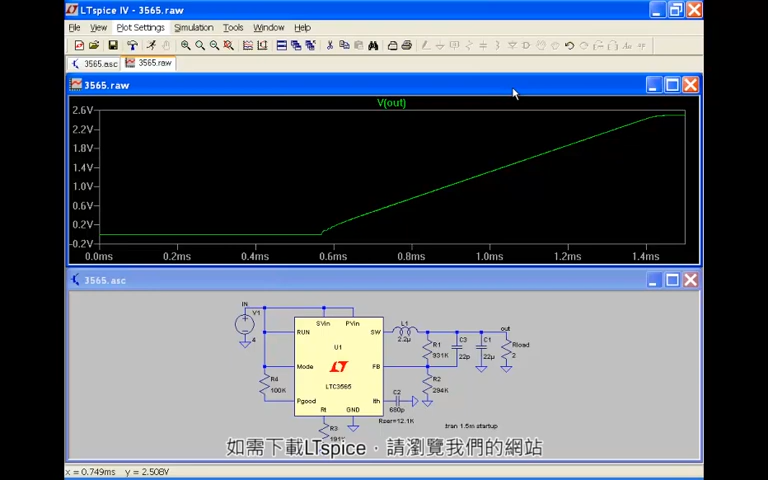 LTspice IV - 3565.raw
File View Plot Settings Simulation Tools Window Help
3565.asc 3565.raw
3565.raw
V(out)
2.6V
2.2V
1.8V
1.4V
1.0V
0.6V
0.2V
-0.2V
0.0ms 0.2ms 0.4ms 0.6ms 0.8ms 1.0ms 1.2ms 1.4ms
3565.asc
IN
V1
4
SVin PVin
RUN SW
U1
Mode FB
LTC3565
Pgood Ith
Rt GND
L1
2.2µ
out
R1
931K
C3
22p
C1
22µ
Rload
2
R4
100K
R2
294K
C2
680p
Rser=12.1K
R3
.tran 1.5m startup
如需下載LTspice，請瀏覽我們的網站
x = 0.749ms y = 2.508V